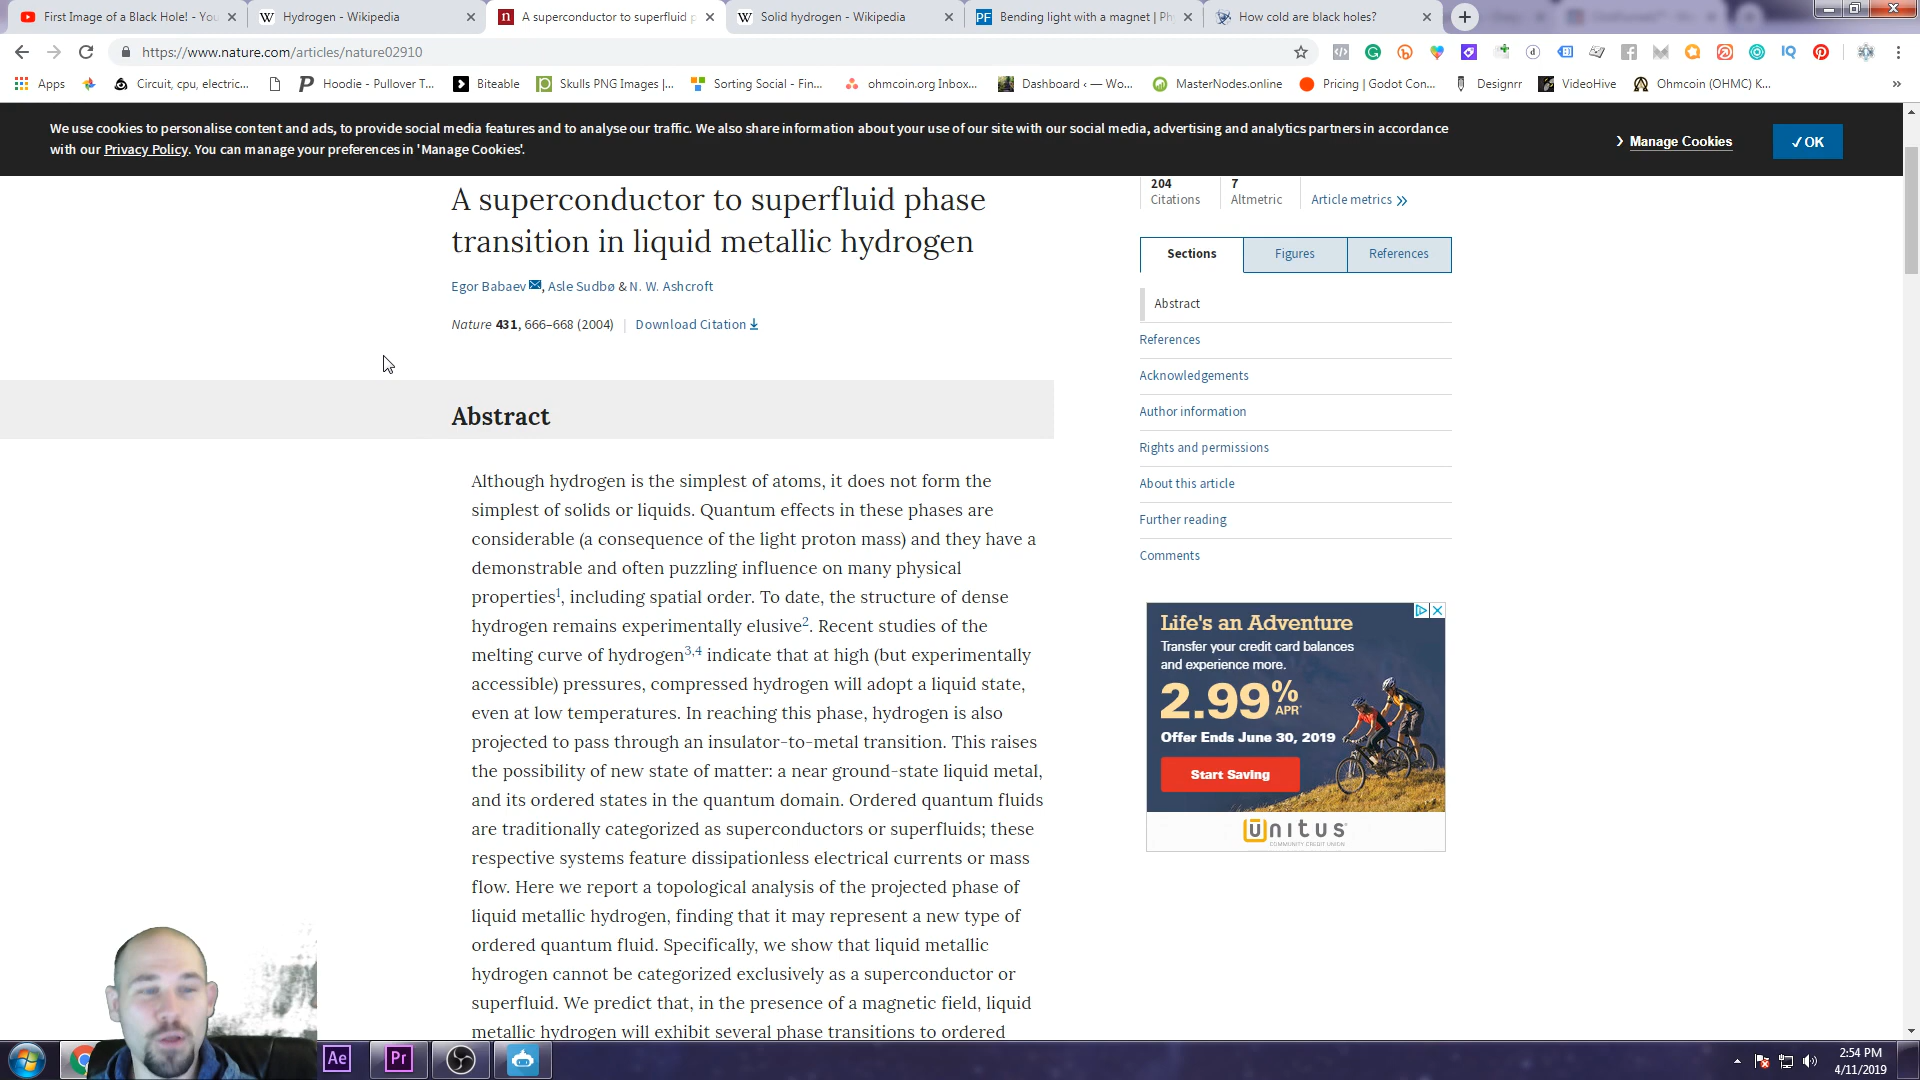 First Image of a Black Hole! - You
Hydrogen - Wikipedia
A superconductor to superfluid p
Solid hydrogen - Wikipedia
PF Bending light with a magnet | Ph
How cold are black holes?
https://www.nature.com/articles/nature02910
Apps
Circuit, cpu, electric...
Hoodie - Pullover T...
Biteable
Skulls PNG Images |...
Sorting Social - Fin...
ohmcoin.org Inbox...
Dashboard ‹ — Wo...
MasterNodes.online
Pricing | Godot Con...
Designrr
VideoHive
Ohmcoin (OHMC) K...
We use cookies to personalise content and ads, to provide social media features and to analyse our traffic. We also share information about your use of our site with our social media, advertising and analytics partners in accordance
with our Privacy Policy. You can manage your preferences in 'Manage Cookies'.
Manage Cookies
✓ OK
A superconductor to superfluid phase
transition in liquid metallic hydrogen
Egor Babaev, Asle Sudbø & N. W. Ashcroft
Nature 431, 666–668 (2004) | Download Citation
Abstract
Although hydrogen is the simplest of atoms, it does not form the
simplest of solids or liquids. Quantum effects in these phases are
considerable (a consequence of the light proton mass) and they have a
demonstrable and often puzzling influence on many physical
properties1, including spatial order. To date, the structure of dense
hydrogen remains experimentally elusive2. Recent studies of the
melting curve of hydrogen3,4 indicate that at high (but experimentally
accessible) pressures, compressed hydrogen will adopt a liquid state,
even at low temperatures. In reaching this phase, hydrogen is also
projected to pass through an insulator-to-metal transition. This raises
the possibility of new state of matter: a near ground-state liquid metal,
and its ordered states in the quantum domain. Ordered quantum fluids
are traditionally categorized as superconductors or superfluids; these
respective systems feature dissipationless electrical currents or mass
flow. Here we report a topological analysis of the projected phase of
liquid metallic hydrogen, finding that it may represent a new type of
ordered quantum fluid. Specifically, we show that liquid metallic
hydrogen cannot be categorized exclusively as a superconductor or
superfluid. We predict that, in the presence of a magnetic field, liquid
metallic hydrogen will exhibit several phase transitions to ordered
204
Citations
7
Altmetric
Article metrics
Sections
Figures
References
Abstract
References
Acknowledgements
Author information
Rights and permissions
About this article
Further reading
Comments
Life's an Adventure
Transfer your credit card balances
and experience more.
2.99% APR*
Offer Ends June 30, 2019
Start Saving
unitus
COMMUNITY CREDIT UNION
Ae
Pr
2:54 PM
4/11/2019